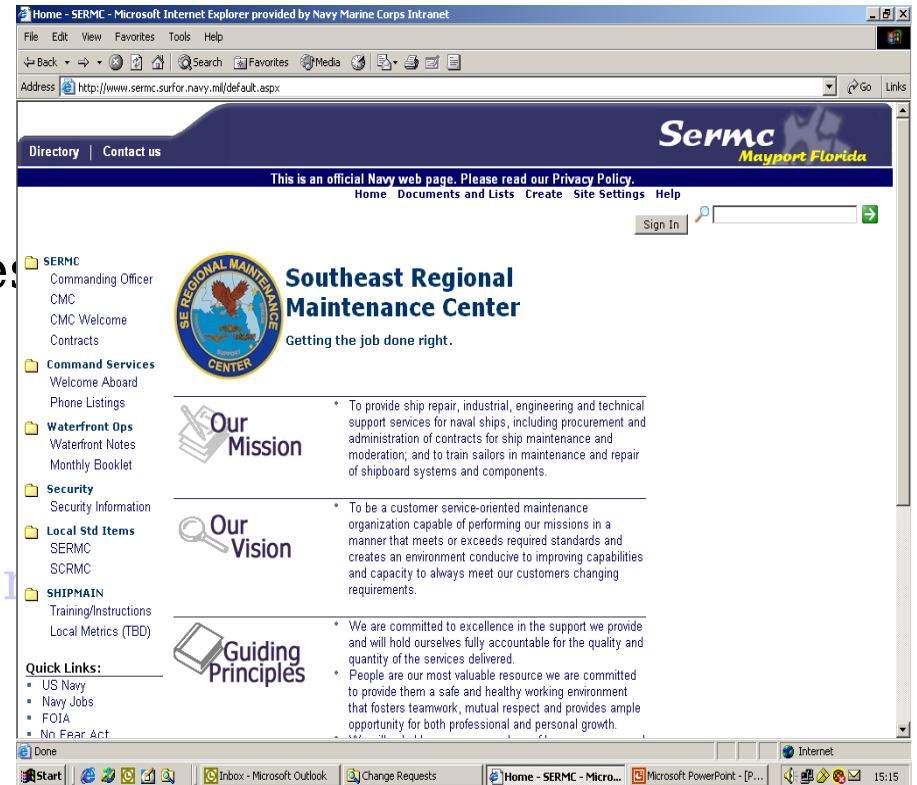 Home - SERMC - Microsoft Internet Explorer provided by Navy Marine Corps Intranet
File Edit View Favorites Tools Help
Back Search Favorites Media
Address http://www.sermc.surfor.navy.mil/default.aspx Go Links
Sermc
Mayport Florida
Directory | Contact us
This is an official Navy web page. Please read our Privacy Policy.
Home Documents and Lists Create Site Settings Help
Sign In
SERMC
Commanding Officer
CMC
CMC Welcome
Contracts
Command Services
Welcome Aboard
Phone Listings
Waterfront Ops
Waterfront Notes
Monthly Booklet
Security
Security Information
Local Std Items
SERMC
SCRMC
SHIPMAIN
Training/Instructions
Local Metrics (TBD)
Quick Links:
US Navy
Navy Jobs
FOIA
No Fear Act
SE REGIONAL MAINTENANCE
SUPPORT
CENTER
Southeast Regional
Maintenance Center
Getting the job done right.
Our
Mission
• To provide ship repair, industrial, engineering and technical
support services for naval ships, including procurement and
administration of contracts for ship maintenance and
moderation; and to train sailors in maintenance and repair
of shipboard systems and components.
Our
Vision
• To be a customer service-oriented maintenance
organization capable of performing our missions in a
manner that meets or exceeds required standards and
creates an environment conducive to improving capabilities
and capacity to always meet our customers changing
requirements.
Guiding
Principles
• We are committed to excellence in the support we provide
and will hold ourselves fully accountable for the quality and
quantity of the services delivered.
• People are our most valuable resource we are committed
to provide them a safe and healthy working environment
that fosters teamwork, mutual respect and provides ample
opportunity for both professional and personal growth.
Done Internet
Start Inbox - Microsoft Outlook Change Requests Home - SERMC - Micro... Microsoft PowerPoint - [P... 15:15